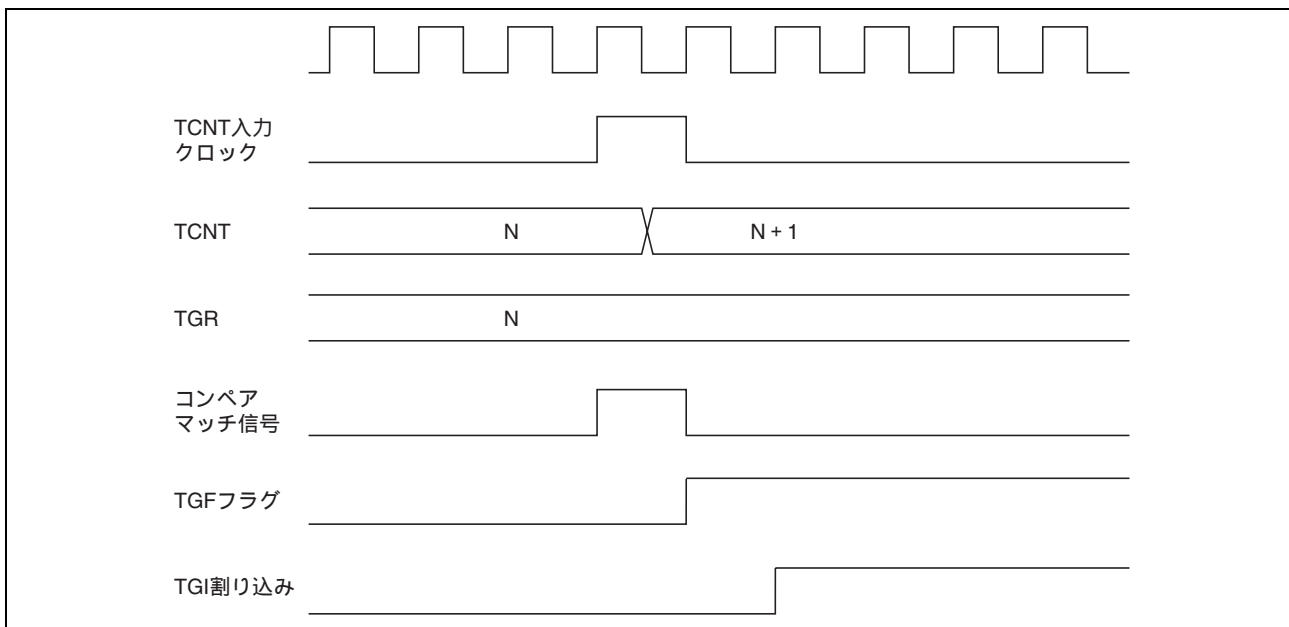 TCNT入力
クロック
TCNT
N
N + 1
TGR
N
コンペア
マッチ信号
TGFフラグ
TGI割り込み